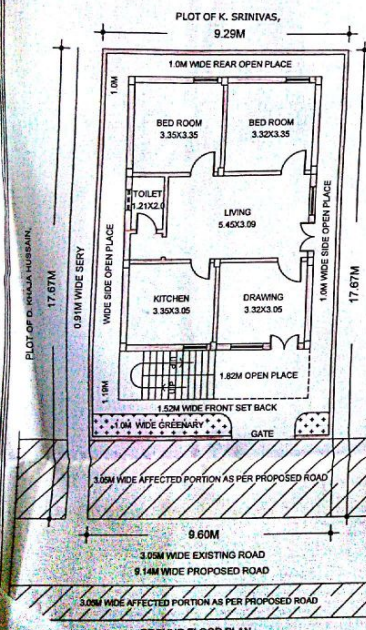 PLOT OF K. SRINIVAS,
9.29M
1.0M WIDE REAR OPEN PLACE
1.0M
BED ROOM
3.35X3.35
BED ROOM
3.32X3.35
TOILET
1.21X2.0
LIVING
5.45X3.09
PLOT OF D. KHAJA HUSSAIN,
17.67M
0.91M WIDE SERY
WIDE SIDE OPEN PLACE
1.0M WIDE SIDE OPEN PLACE
17.67M
KITCHEN
3.35X3.05
DRAWING
3.32X3.05
UP
UP
1.82M OPEN PLACE
1.19M
1.52M WIDE FRONT SET BACK
1.0M WIDE GREENARY
GATE
3.05M WIDE AFFECTED PORTION AS PER PROPOSED ROAD
9.60M
3.05M WIDE EXISTING ROAD
9.14M WIDE PROPOSED ROAD
3.05M WIDE AFFECTED PORTION AS PER PROPOSED ROAD
FLOOR PLAN